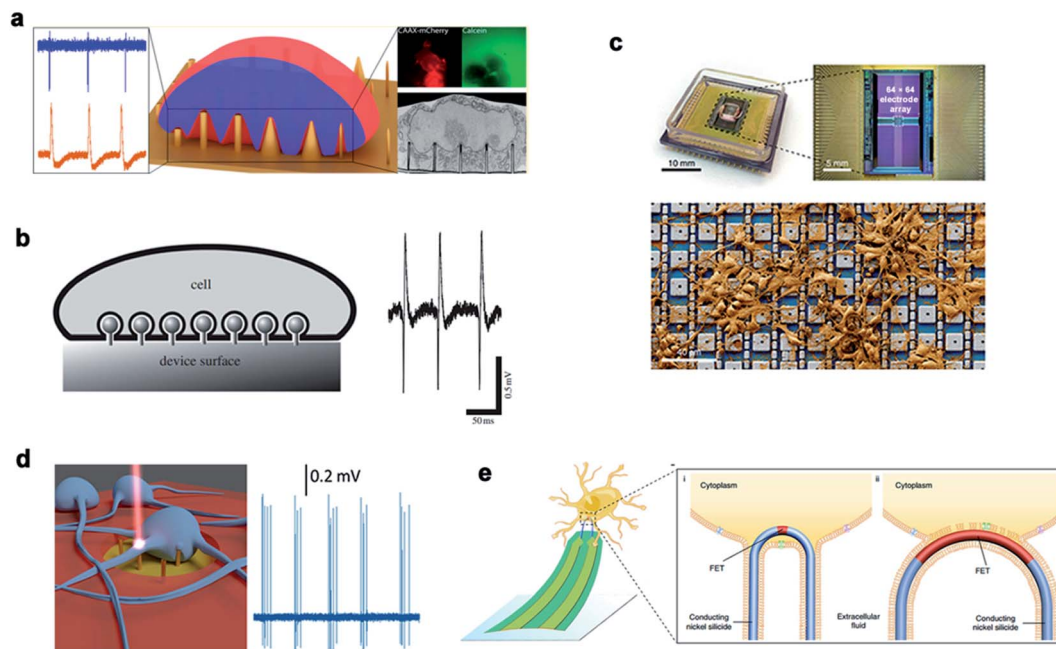 a
CAAX-mCherry
Calcein
b
cell
device surface
0.5 mV
50 ms
c
64 × 64
electrode
array
10 mm
5 mm
d
0.2 mV
e
i
Cytoplasm
FET
Conducting
nickel silicide
Extracellular
fluid
ii
Cytoplasm
FET
Conducting
nickel silicide